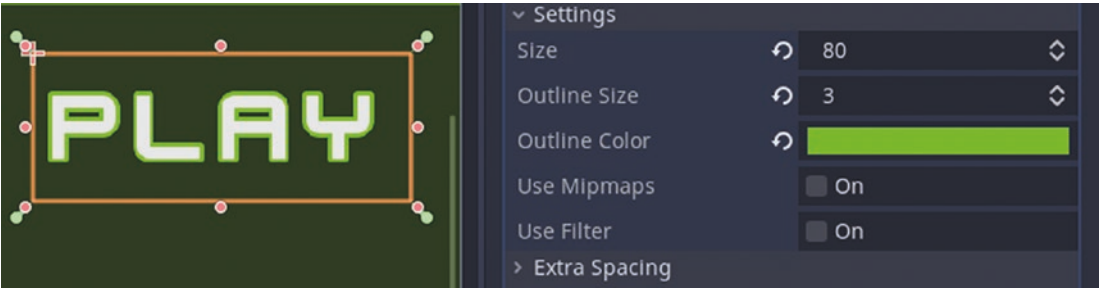 PLAY
Settings
Size 80
Outline Size 3
Outline Color
Use Mipmaps On
Use Filter On
Extra Spacing